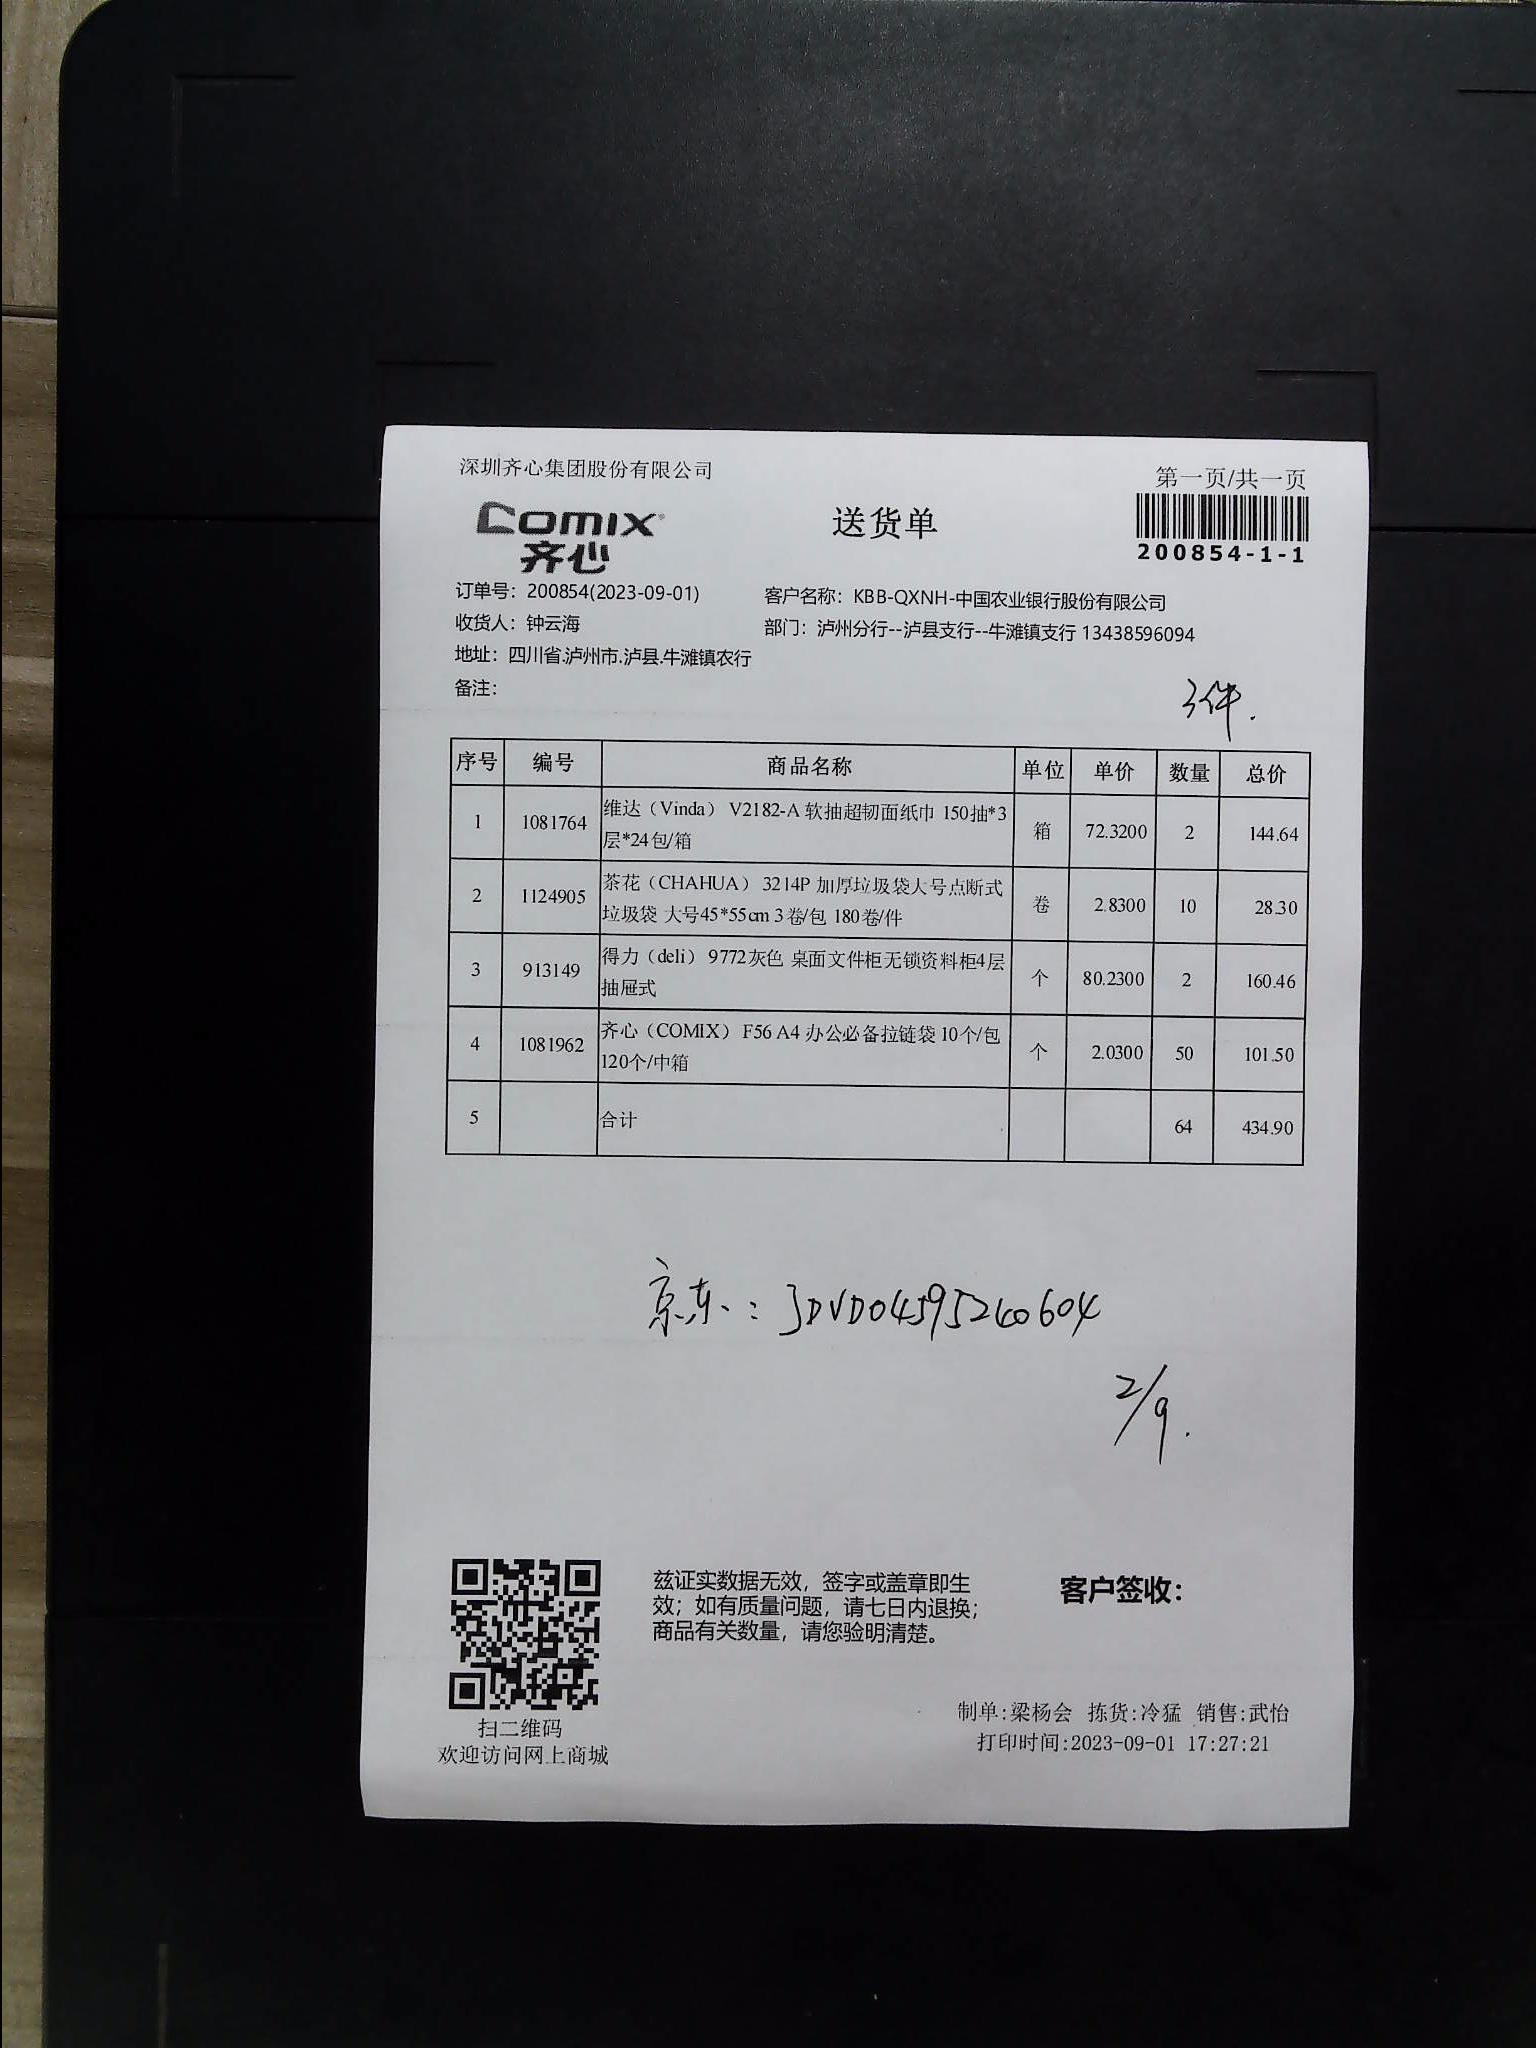 深圳齐心集团股份有限公司
第一页/共一页
COMIX
齐心
送货单
200854-1-1
订单号：200854(2023-09-01)
客户名称：KBB-QXNH-中国农业银行股份有限公司
收货人：钟云海
部门：泸州分行--泸县支行--牛滩镇支行 13438596094
地址：四川省.泸州市.泸县.牛滩镇农行
备注：
3件.
序号 编号 商品名称 单位 单价 数量 总价
1 1081764 维达（Vinda） V2182-A 软抽超韧面纸巾 150抽*3 箱 72.3200 2 144.64
层*24包/箱
2 1124905 茶花（CHAHUA） 3214P 加厚垃圾袋大号点断式 卷 2.8300 10 28.30
垃圾袋 大号45*55cm 3卷/包 180卷/件
3 913149 得力（deli） 9772灰色 桌面文件柜无锁资料柜4层 个 80.2300 2 160.46
抽屉式
4 1081962 齐心（COMIX） F56 A4 办公必备拉链袋 10个/包 个 2.0300 50 101.50
120个/中箱
5 合计 64 434.90
京东：JDVD04595240604
2/9.
兹证实数据无效，签字或盖章即生
效；如有质量问题，请七日内退换；
商品有关数量，请您验明清楚。
客户签收：
扫二维码
欢迎访问网上商城
制单:梁杨会 拣货:冷猛 销售:武怡
打印时间:2023-09-01 17:27:21